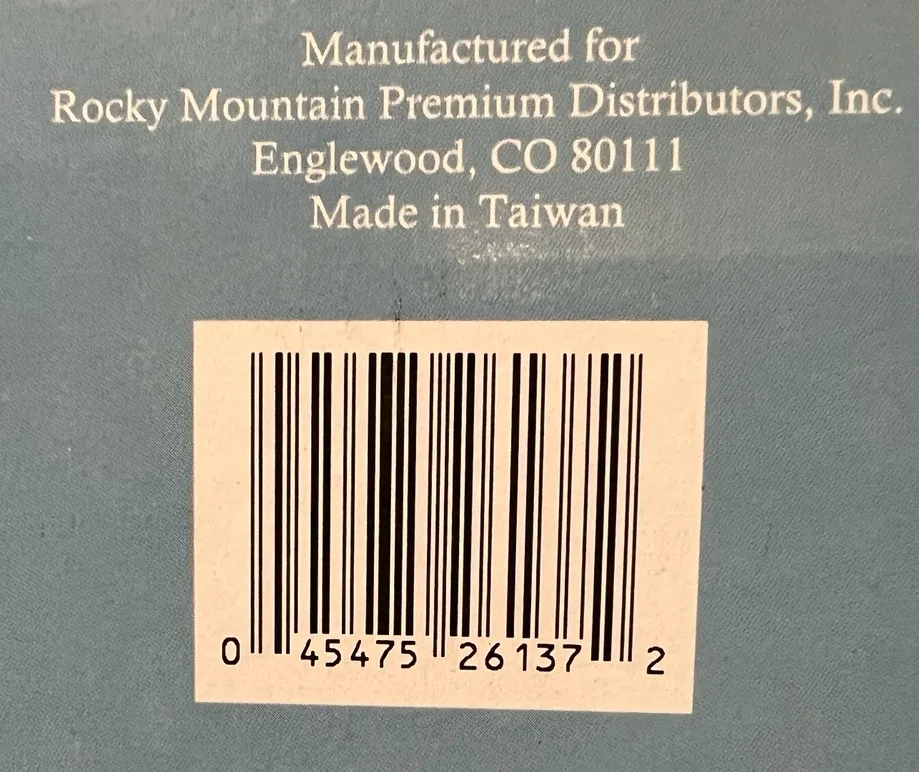 Manufactured for
Rocky Mountain Premium Distributors, Inc.
Englewood, CO 80111
Made in Taiwan
0 45475 26137 2